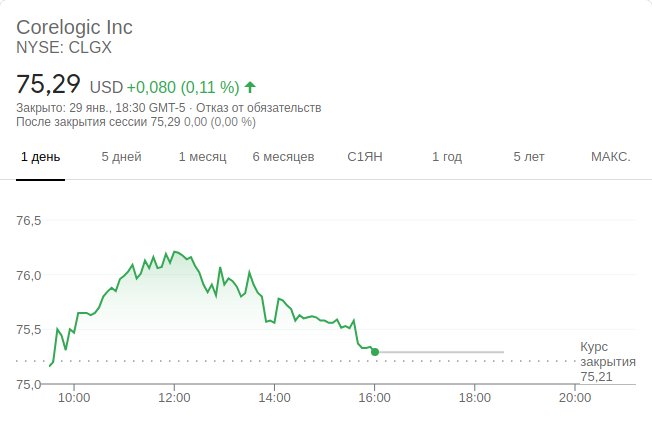 Corelogic Inc
NYSE: CLGX
75,29 USD +0,080 (0,11 %)
Закрыто: 29 янв., 18:30 GMT-5 · Отказ от обязательств
После закрытия сессии 75,29 0,00 (0,00 %)
1 день 5 дней 1 месяц 6 месяцев С1ЯН 1 год 5 лет МАКС.
76,5
76,0
75,5
Курс
закрытия
75,21
75,0
10:00 12:00 14:00 16:00 18:00 20:00